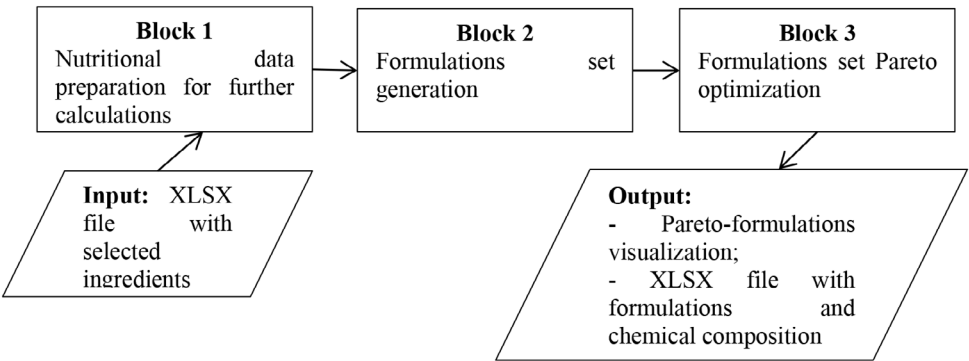 Block 1
Nutritional data
preparation for further
calculations
Block 2
Formulations set
generation
Block 3
Formulations set Pareto
optimization
Input: XLSX
file with
selected
ingredients
Output:
- Pareto-formulations
visualization;
- XLSX file with
formulations and
chemical composition